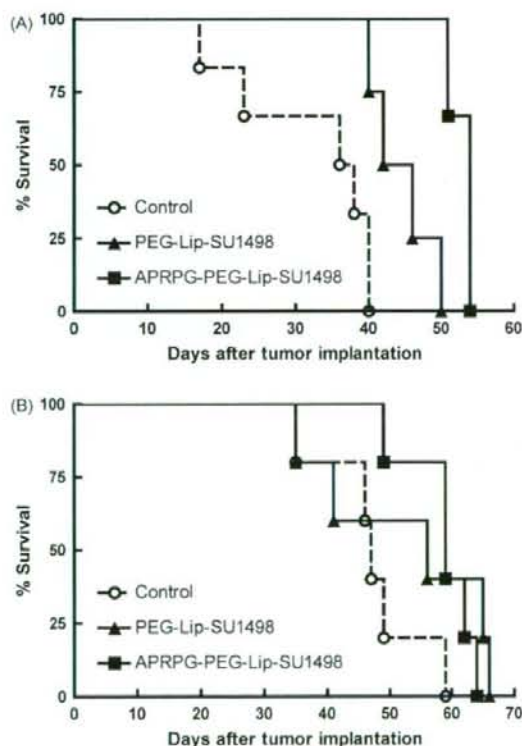 (A)
100
75
50
25
0
% Survival
Control
PEG-Lip-SU1498
APRPG-PEG-Lip-SU1498
0 10 20 30 40 50 60
Days after tumor implantation
(B)
100
75
50
25
0
% Survival
Control
PEG-Lip-SU1498
APRPG-PEG-Lip-SU1498
0 10 20 30 40 50 60 70
Days after tumor implantation